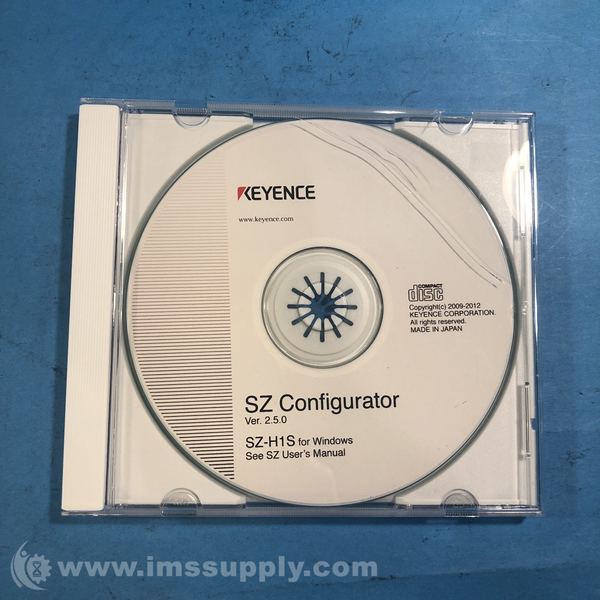 KEYENCE
www.keyence.com
COMPACT
disc
Copyright(c) 2009-2012
KEYENCE CORPORATION.
All rights reserved.
MADE IN JAPAN
SZ Configurator
Ver. 2.5.0
SZ-H1S for Windows
See SZ User's Manual
www.imssupply.com